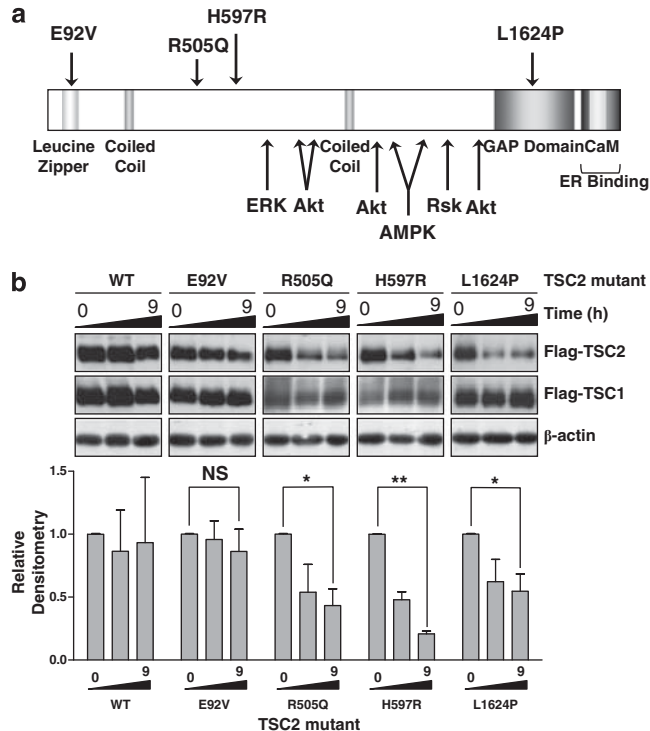 a
E92V
R505Q
H597R
L1624P
Leucine Zipper
Coiled Coil
Coiled Coil
GAP Domain
CaM
ER Binding
ERK
Akt
Akt
AMPK
Rsk
Akt
b
WT E92V R505Q H597R L1624P TSC2 mutant
0 9 0 9 0 9 0 9 0 9 Time (h)
Flag-TSC2
Flag-TSC1
β-actin
Relative Densitometry
1.5
1.0
0.5
0.0
NS
*
**
*
0 9 0 9 0 9 0 9 0 9
WT E92V R505Q H597R L1624P
TSC2 mutant